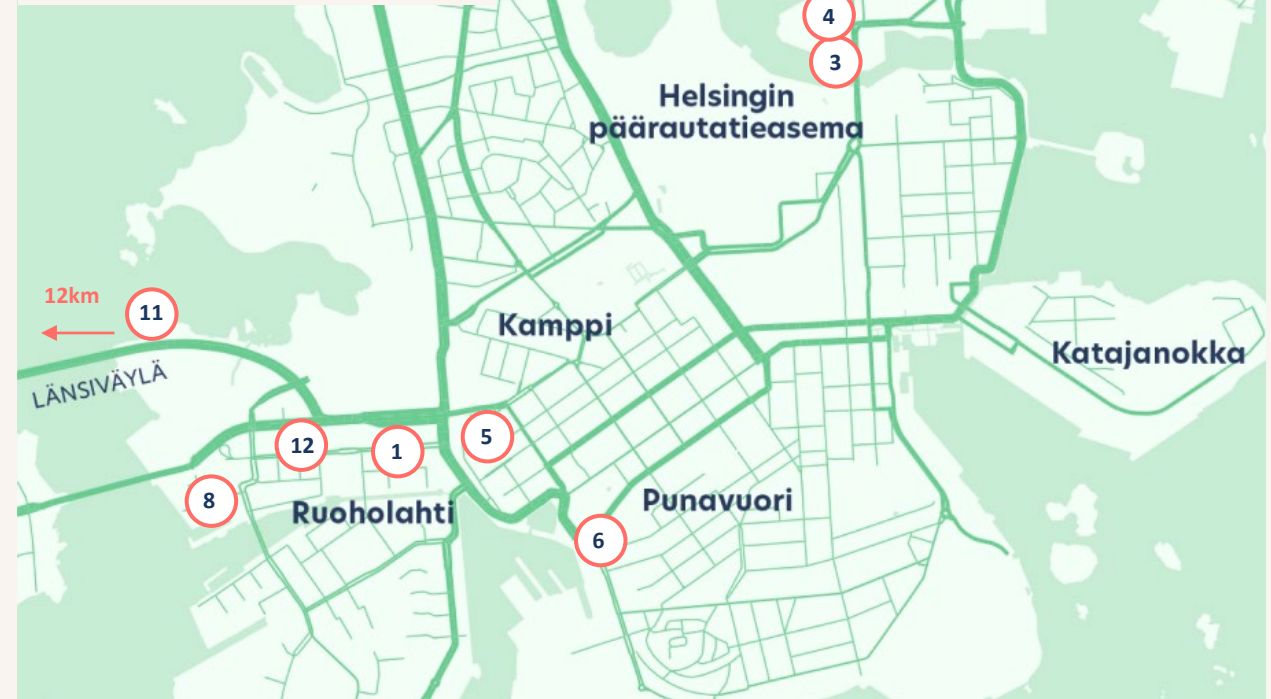 4
3
Helsingin
päärautatieasema
12km
11
Kamppi
Katajanokka
LÄNSIVÄYLÄ
5
12
1
8
Ruoholahti
Punavuori
6